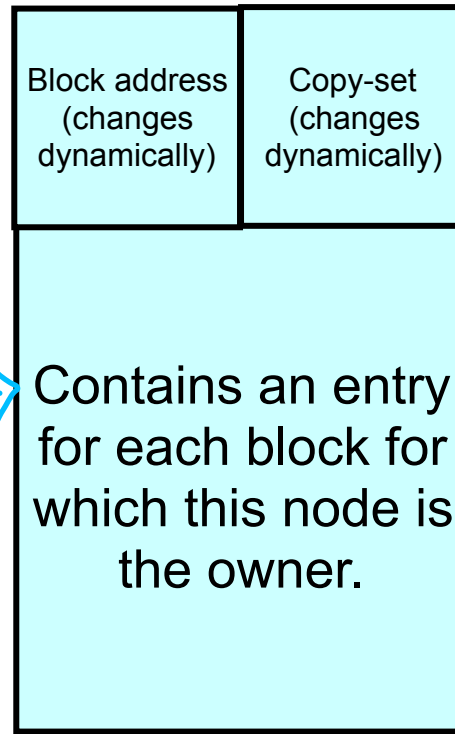 Block address
(changes
dynamically)
Copy-set
(changes
dynamically)
Contains an entry
for each block for
which this node is
the owner.